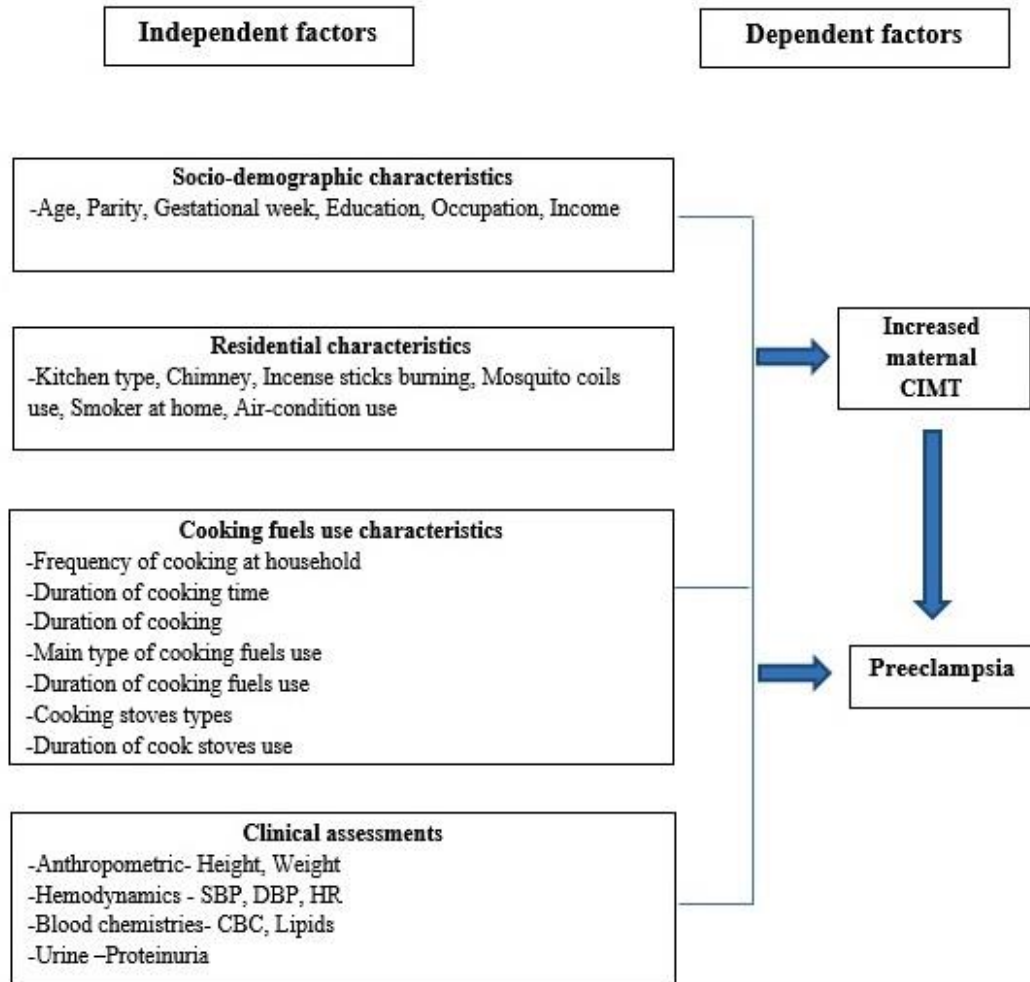 Independent factors
Dependent factors
Socio-demographic characteristics
-Age, Parity, Gestational week, Education, Occupation, Income
Residential characteristics
-Kitchen type, Chimney, Incense sticks burning, Mosquito coils
use, Smoker at home, Air-condition use
Increased
maternal
CIMT
Cooking fuels use characteristics
-Frequency of cooking at household
-Duration of cooking time
-Duration of cooking
-Main type of cooking fuels use
-Duration of cooking fuels use
-Cooking stoves types
-Duration of cook stoves use
Preeclampsia
Clinical assessments
-Anthropometric- Height, Weight
-Hemodynamics - SBP, DBP, HR
-Blood chemistries- CBC, Lipids
-Urine –Proteinuria